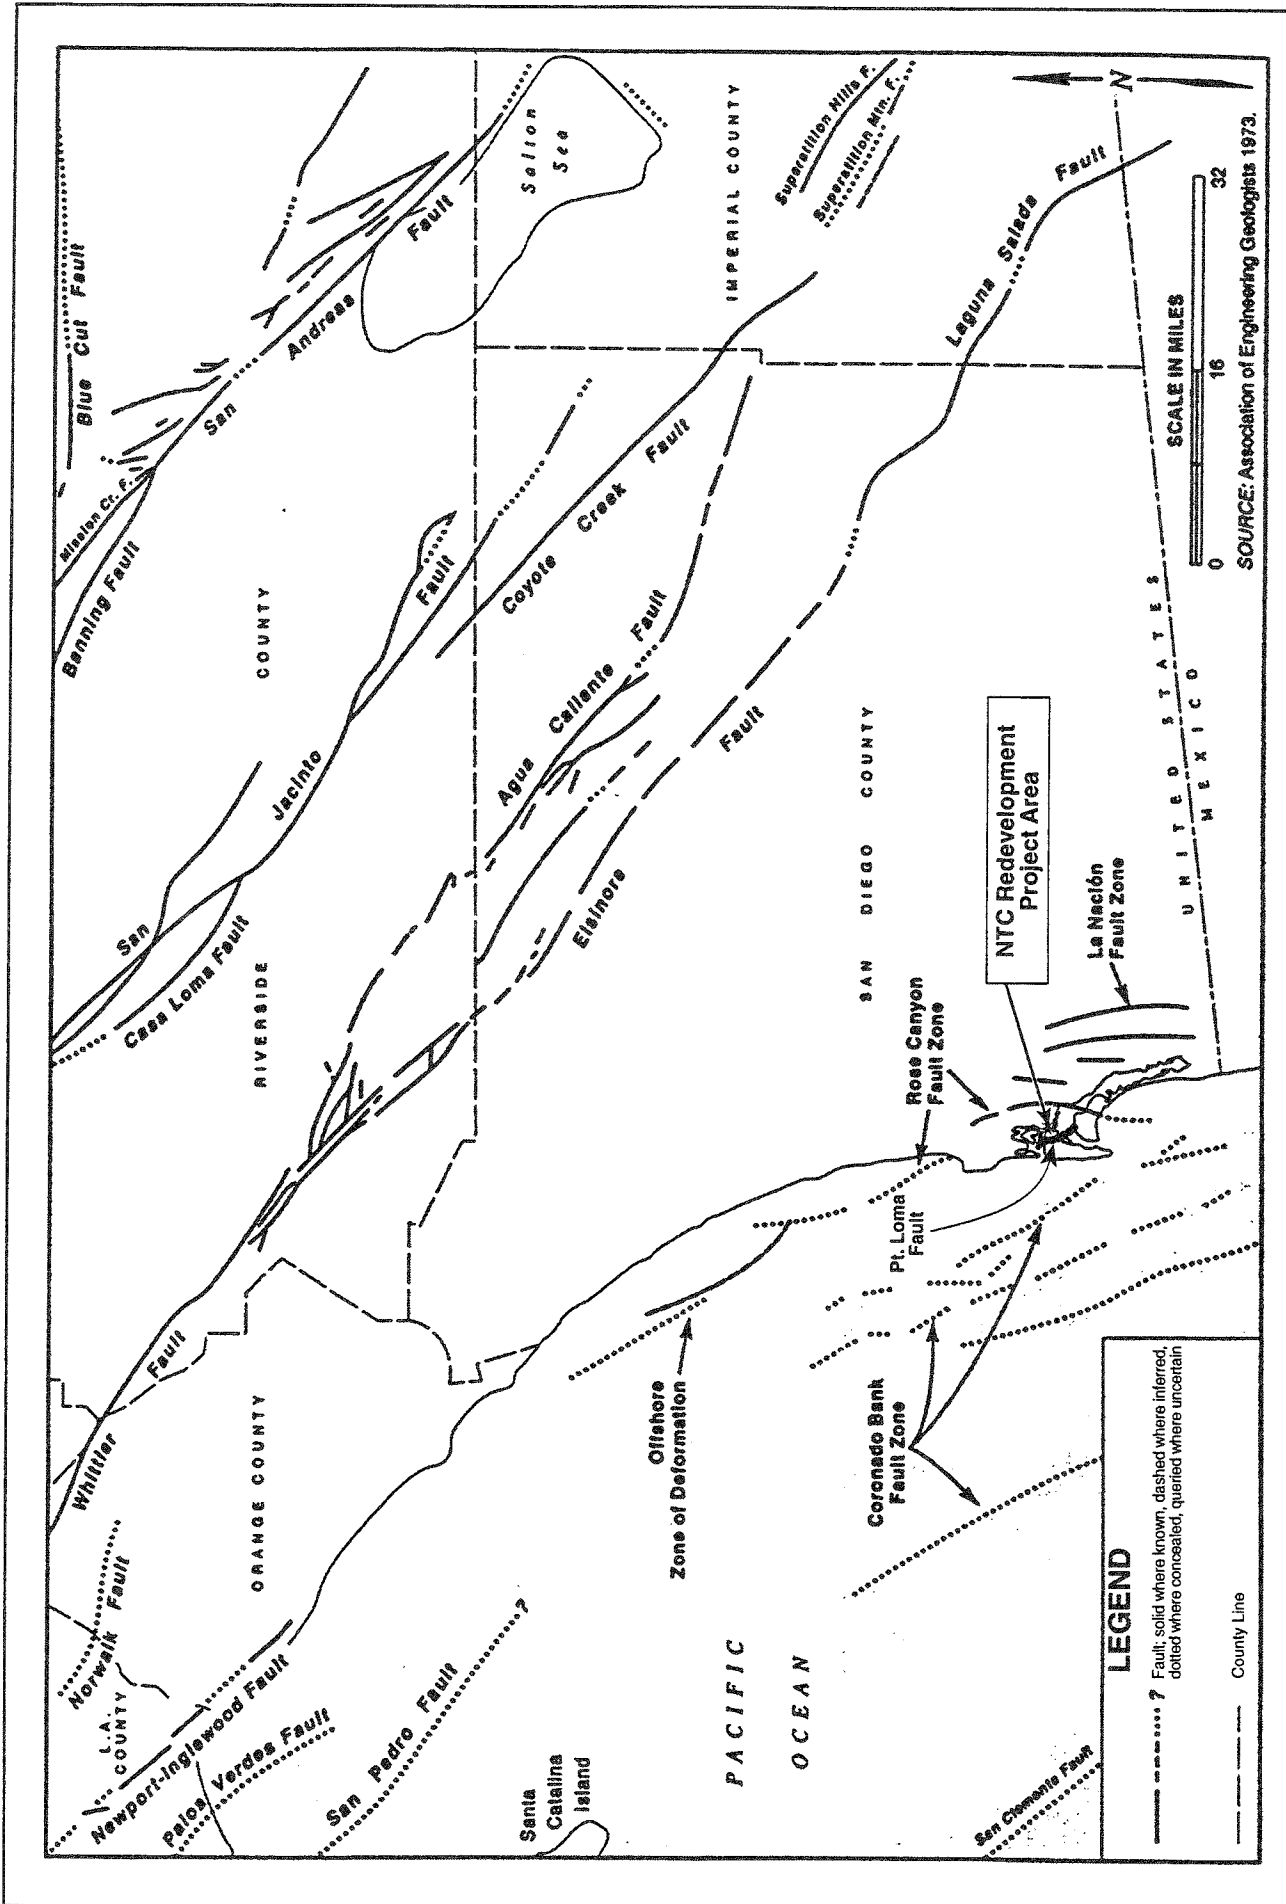 Blue Cut Fault
Mission Cr. F.
Banning Fault
San
Andreas
Fault
Salton
Sea
COUNTY
San
Jacinto
Fault
Casa Loma Fault
RIVERSIDE
Coyote
Creek
Fault
IMPERIAL COUNTY
Superstition Hills F.
Superstition Mtn. F.
Laguna Salada
Fault
Agua
Caliente
Fault
Elsinore
Fault
Whittier
Fault
Norwalk Fault
L.A.
COUNTY
ORANGE COUNTY
Newport-Inglewood Fault
Palos Verdes Fault
San Pedro Fault
?
Santa
Catalina
Island
PACIFIC
OCEAN
San Clemente Fault
Offshore
Zone of Deformation
Coronado Bank
Fault Zone
Pt. Loma
Fault
Rose Canyon
Fault Zone
SAN DIEGO COUNTY
NTC Redevelopment
Project Area
La Nación
Fault Zone
UNITED STATES
MEXICO
N
SCALE IN MILES
0 16 32
SOURCE: Association of Engineering Geologists 1973.
LEGEND
? Fault; solid where known, dashed where inferred,
dotted where concealed, queried where uncertain
County Line